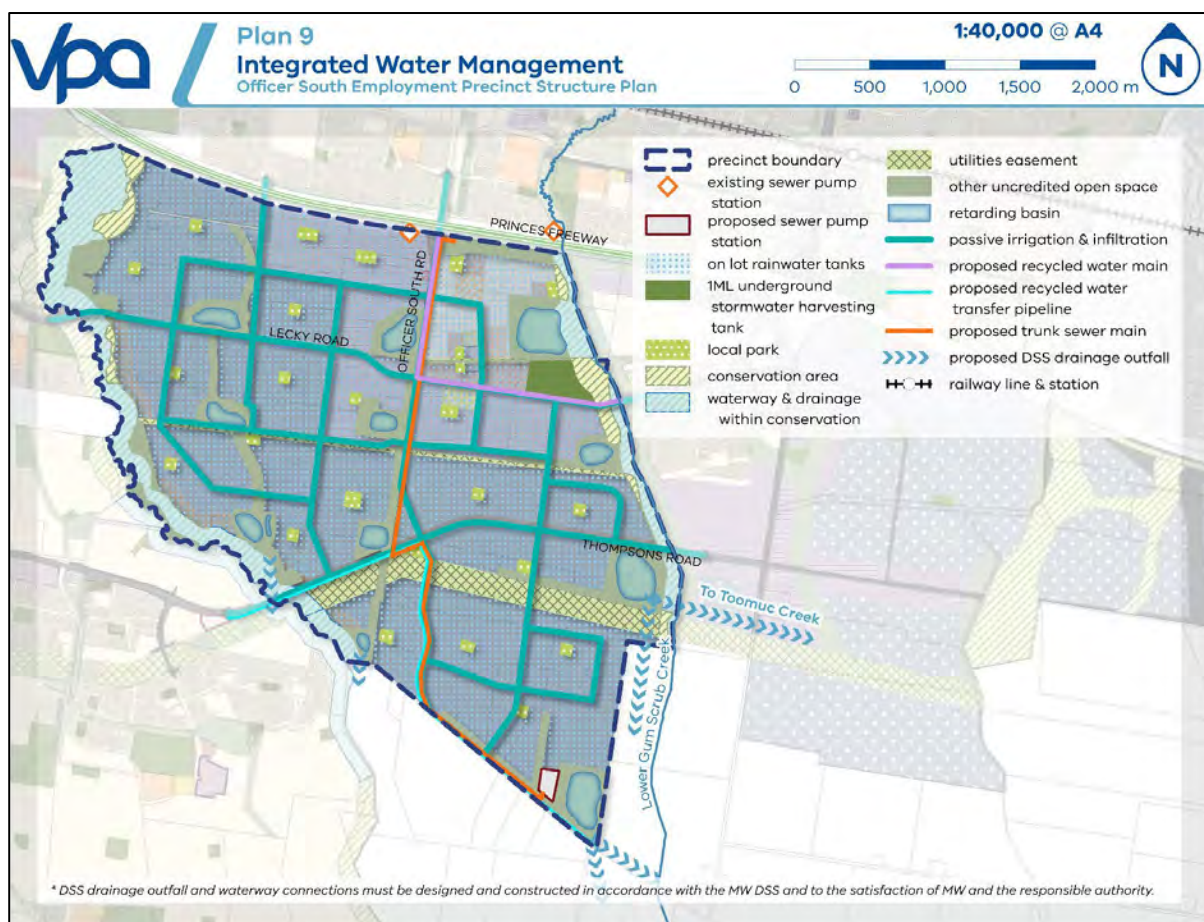 vpa
Plan 9
Integrated Water Management
Officer South Employment Precinct Structure Plan
1:40,000 @ A4
0 500 1,000 1,500 2,000 m
N
precinct boundary
existing sewer pump
station
proposed sewer pump
station
on lot rainwater tanks
1ML underground
stormwater harvesting
tank
local park
conservation area
waterway & drainage
within conservation
utilities easement
other uncredited open space
retarding basin
passive irrigation & infiltration
proposed recycled water main
proposed recycled water
transfer pipeline
proposed trunk sewer main
proposed DSS drainage outfall
railway line & station
PRINCES FREEWAY
OFFICER SOUTH RD
LECKY ROAD
THOMPSONS ROAD
To Toomuc Creek
Lower Gum Scrub Creek
* DSS drainage outfall and waterway connections must be designed and constructed in accordance with the MW DSS and to the satisfaction of MW and the responsible authority.